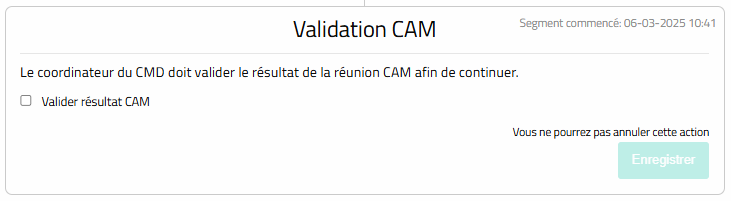 Validation CAM
Segment commencé: 06-03-2025 10:41
Le coordinateur du CMD doit valider le résultat de la réunion CAM afin de continuer.
Valider résultat CAM
Vous ne pourrez pas annuler cette action
Enregistrer